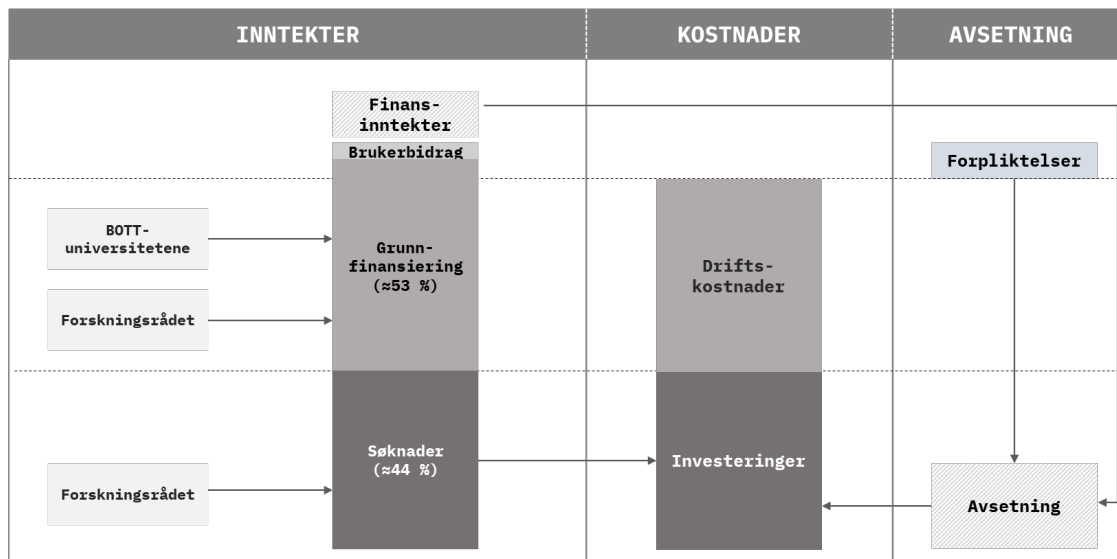 INNTEKTER
KOSTNADER
AVSETNING
Finans-
inntekter
Brukerbidrag
Forpliktelser
BOTT-
universitetene
Grunn-
finansiering
(≈53 %)
Drifts-
kostnader
Forskningsrådet
Søknader
(≈44 %)
Investeringer
Forskningsrådet
Avsetning